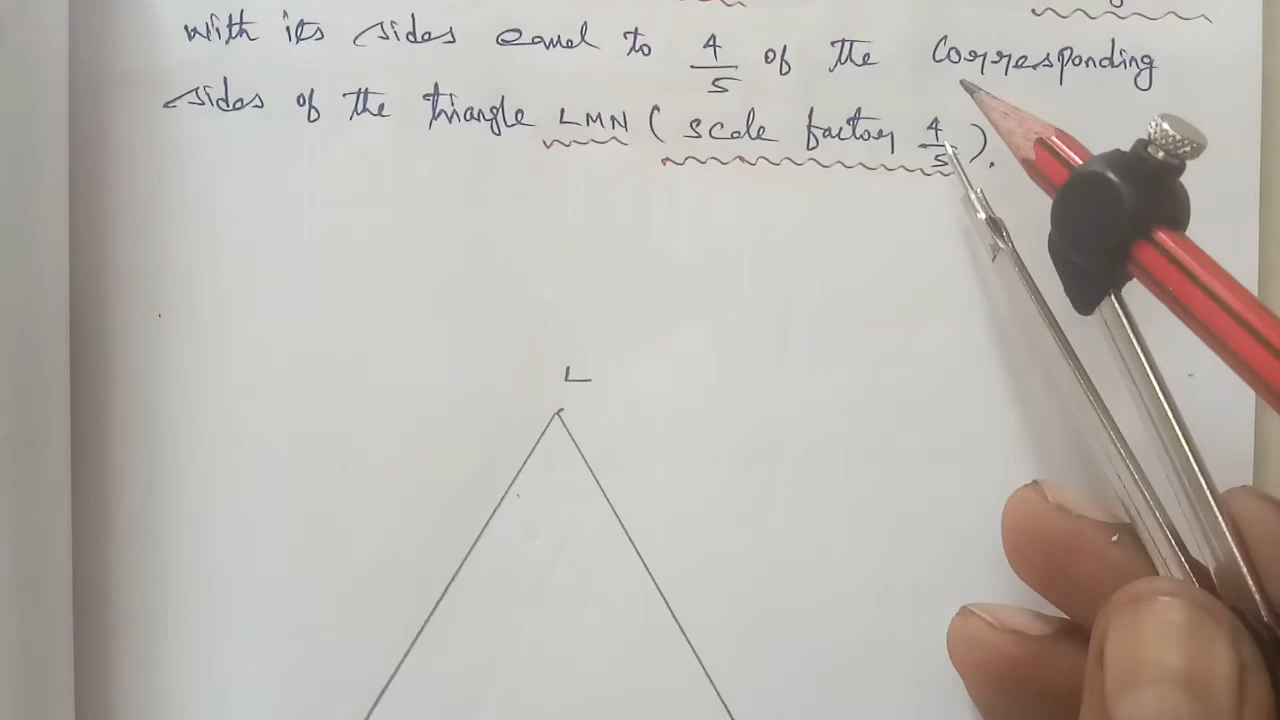 with its sides equal to 4/5 of the corresponding
sides of the triangle LMN (scale factor 4/5).
L